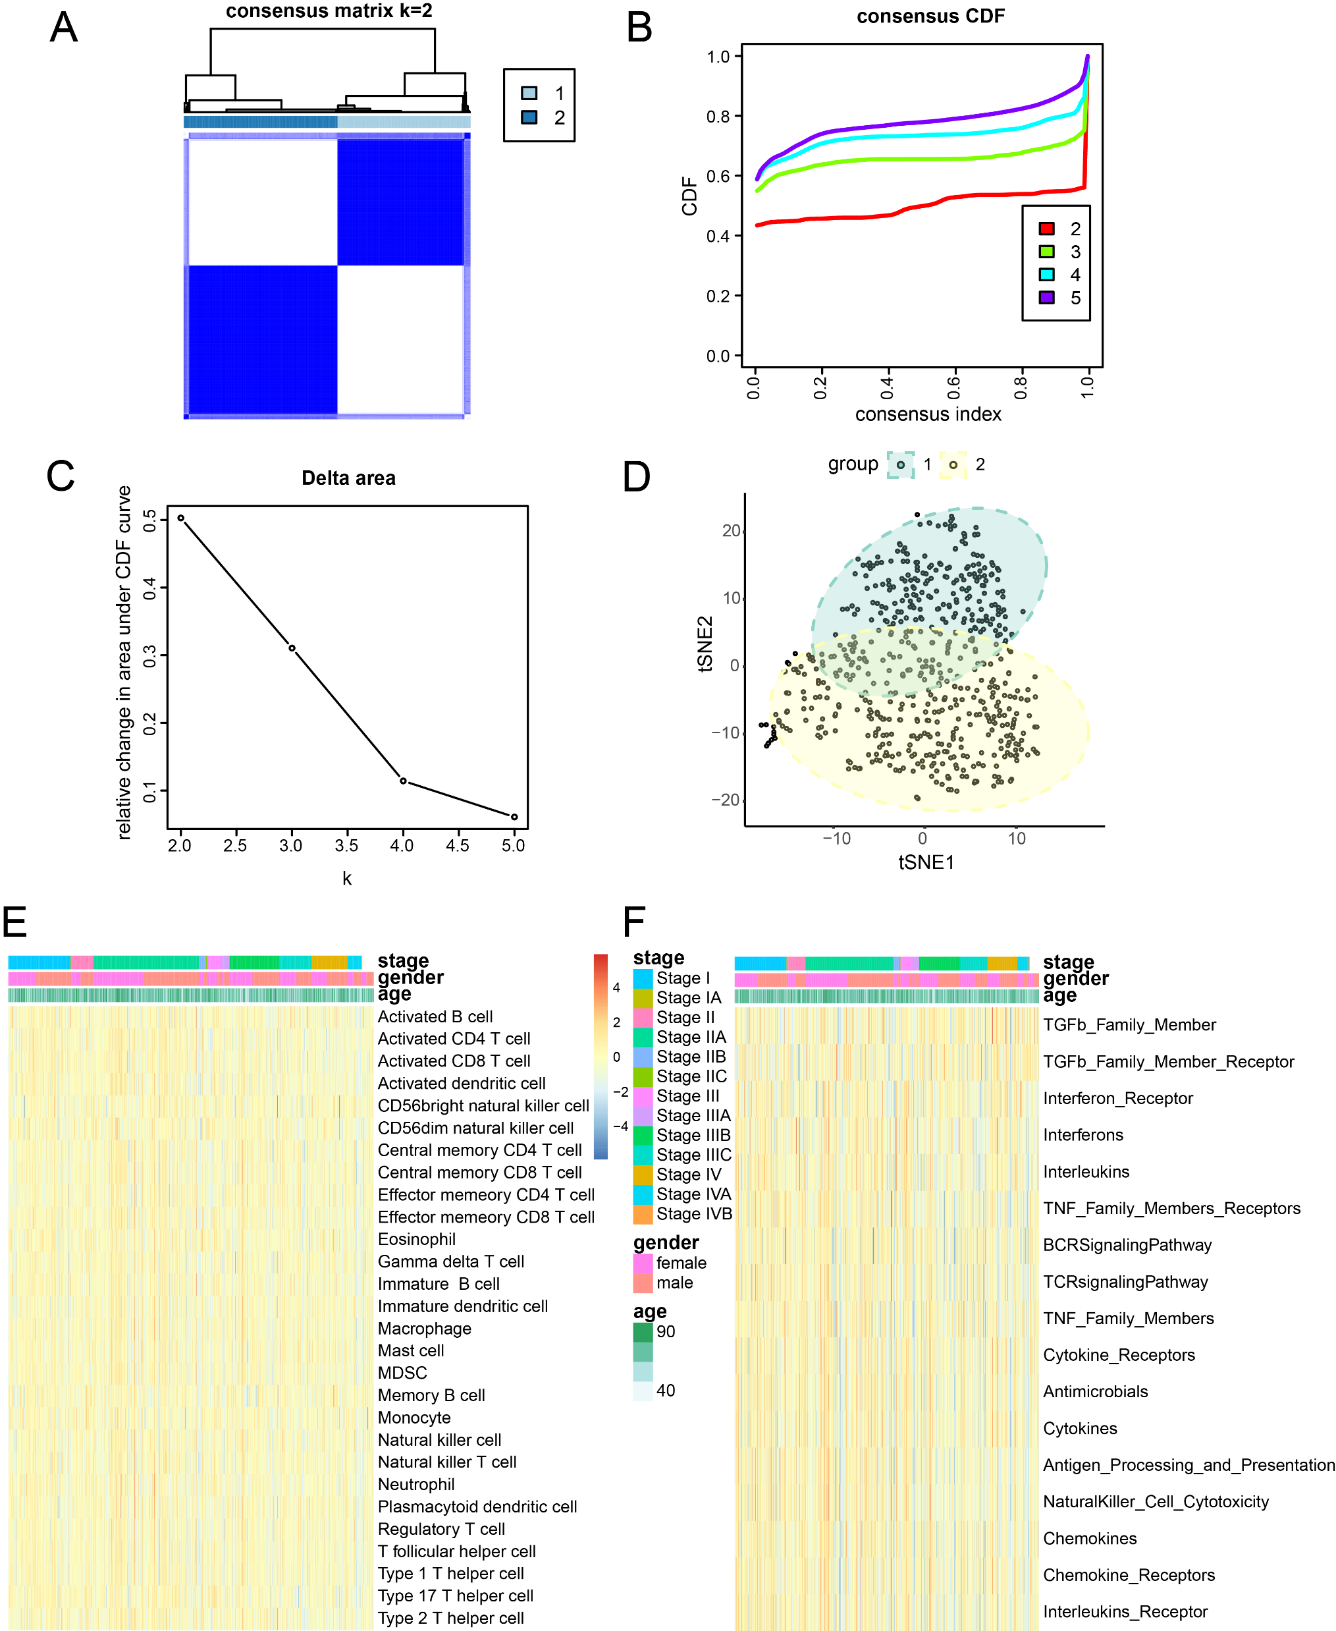 A
consensus matrix k=2
1
2
B
consensus CDF
CDF
1.0
0.8
0.6
0.4
0.2
0.0
2
3
4
5
0.0
0.2
0.4
0.6
0.8
1.0
consensus index
C
Delta area
relative change in area under CDF curve
0.5
0.4
0.3
0.2
0.1
2.0
2.5
3.0
3.5
4.0
4.5
5.0
k
D
group 1 2
tSNE2
20
10
0
−10
−20
−10
0
10
tSNE1
E
stage
gender
age
Activated B cell
Activated CD4 T cell
Activated CD8 T cell
Activated dendritic cell
CD56bright natural killer cell
CD56dim natural killer cell
Central memory CD4 T cell
Central memory CD8 T cell
Effector memeory CD4 T cell
Effector memeory CD8 T cell
Eosinophil
Gamma delta T cell
Immature  B cell
Immature dendritic cell
Macrophage
Mast cell
MDSC
Memory B cell
Monocyte
Natural killer cell
Natural killer T cell
Neutrophil
Plasmacytoid dendritic cell
Regulatory T cell
T follicular helper cell
Type 1 T helper cell
Type 17 T helper cell
Type 2 T helper cell
4
2
0
−2
−4
F
stage
Stage I
Stage IA
Stage II
Stage IIA
Stage IIB
Stage IIC
Stage III
Stage IIIA
Stage IIIB
Stage IIIC
Stage IV
Stage IVA
Stage IVB
gender
female
male
age
90
40
stage
gender
age
TGFb_Family_Member
TGFb_Family_Member_Receptor
Interferon_Receptor
Interferons
Interleukins
TNF_Family_Members_Receptors
BCRSignalingPathway
TCRsignalingPathway
TNF_Family_Members
Cytokine_Receptors
Antimicrobials
Cytokines
Antigen_Processing_and_Presentation
NaturalKiller_Cell_Cytotoxicity
Chemokines
Chemokine_Receptors
Interleukins_Receptor